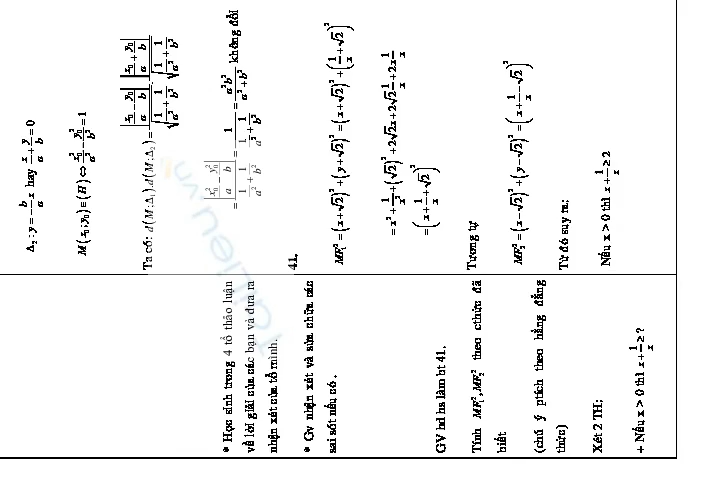 * Học sinh trong 4 tổ thảo luận
về lời giải của các bạn và đưa ra
nhận xét của tổ mình.
* Gv nhận xét và sửa chữa các
sai sót nếu có.
GV hd hs làm bt 41.
Tính MF₁², MF₂² theo cthức đã
biết
(chú ý ptích theo hằng đẳng
thức)
Xét 2 TH:
+ Nếu x > 0 thì x + 1/x ≥ ?
Δ₂ : y = −(b/a)x hay x/a + y/b = 0
M(x₀; y₀) ∈ (H) ⇔ x₀²/a² − y₀²/b² = 1
Ta có: d(M;Δ₁).d(M;Δ₂) = |x₀/a − y₀/b| / √(1/a² + 1/b²) · |x₀/a + y₀/b| / √(1/a² + 1/b²)
= |x₀²/a − y₀²/b| / (1/a² + 1/b²) = 1 / (1/a² + 1/b²) = a²b² / (a² + b²) không đổi
41.
MF₁² = (x + √2)² + (y + √2)² = (x + √2)² + (1/x + √2)²
= x² + 1/x² + (√2)² + 2√2x + 2√2 1/x + 2x 1/x
= (x + 1/x + √2)²
Tương tự
MF₂² = (x − √2)² + (y − √2)² = (x + 1/x − √2)²
Từ đó suy ra:
Nếu x > 0 thì x + 1/x ≥ 2
TaiLieu.vn